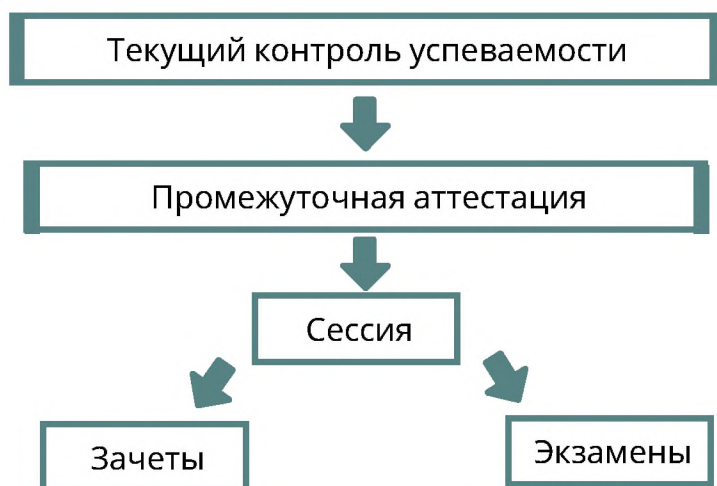 Текущий контроль успеваемости
Промежуточная аттестация
Сессия
Зачеты
Экзамены